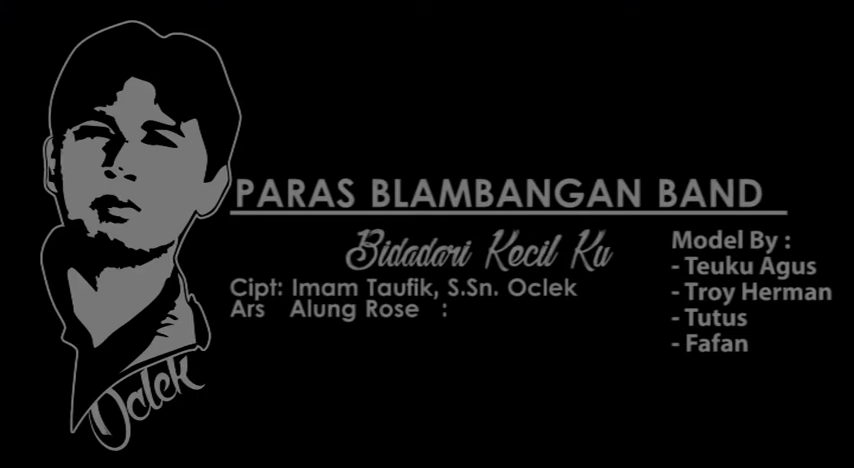 PARAS BLAMBANGAN BAND
Bidadari Kecil Ku
Cipt: Imam Taufik, S.Sn. Oclek
Ars Alung Rose :
Model By :
- Teuku Agus
- Troy Herman
- Tutus
- Fafan
Oclek